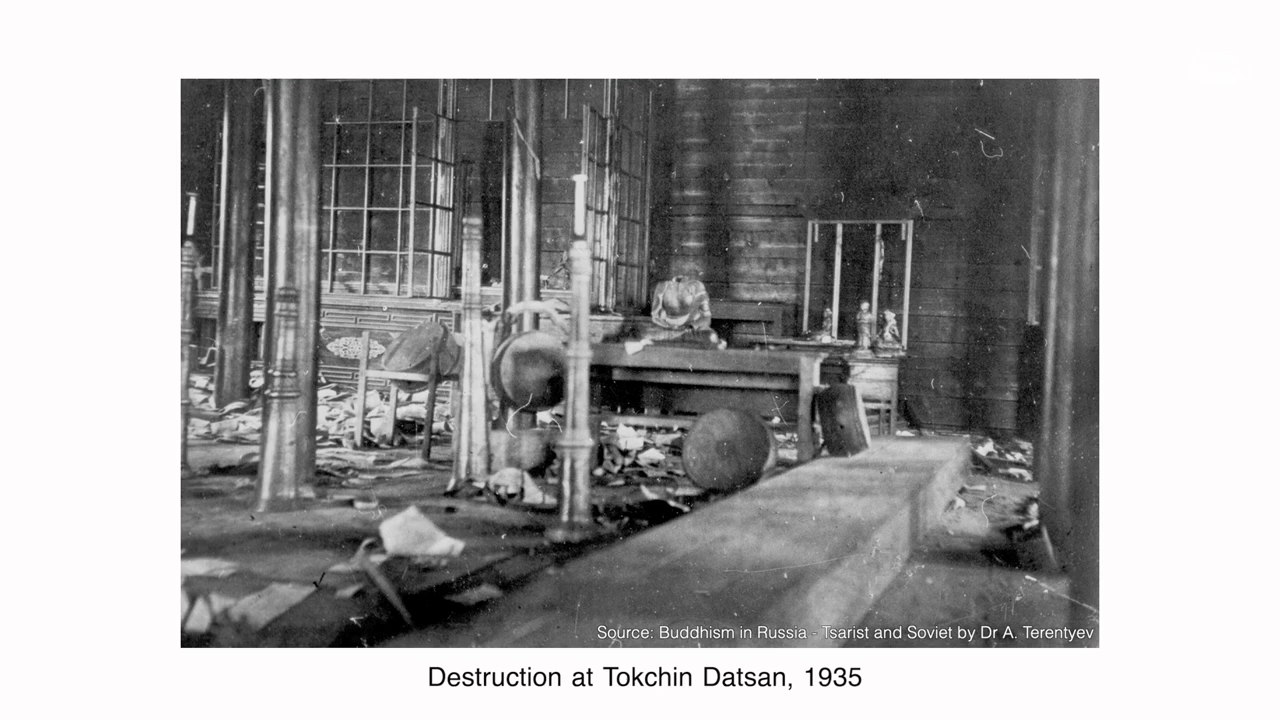 Source: Buddhism in Russia - Tsarist and Soviet by Dr A. Terentyev
Destruction at Tokchin Datsan, 1935